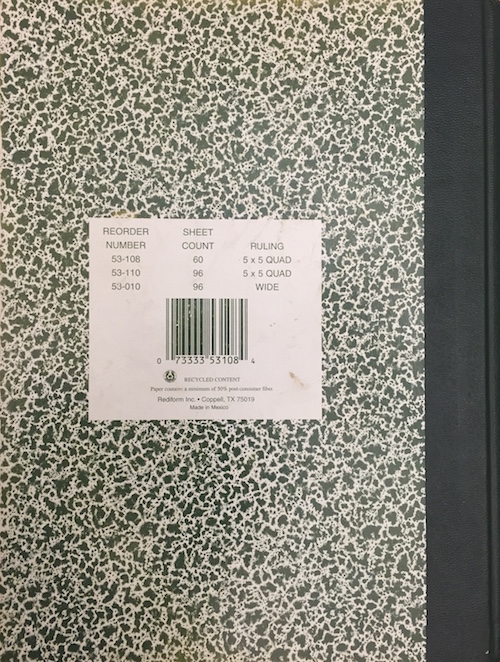 REORDER SHEET
NUMBER COUNT RULING
53-108 60 5 x 5 QUAD
53-110 96 5 x 5 QUAD
53-010 96 WIDE
0 73333 53108 4
RECYCLED CONTENT
Paper contains a minimum of 30% post-consumer fiber.
Rediform Inc. • Coppell, TX 75019
Made in Mexico